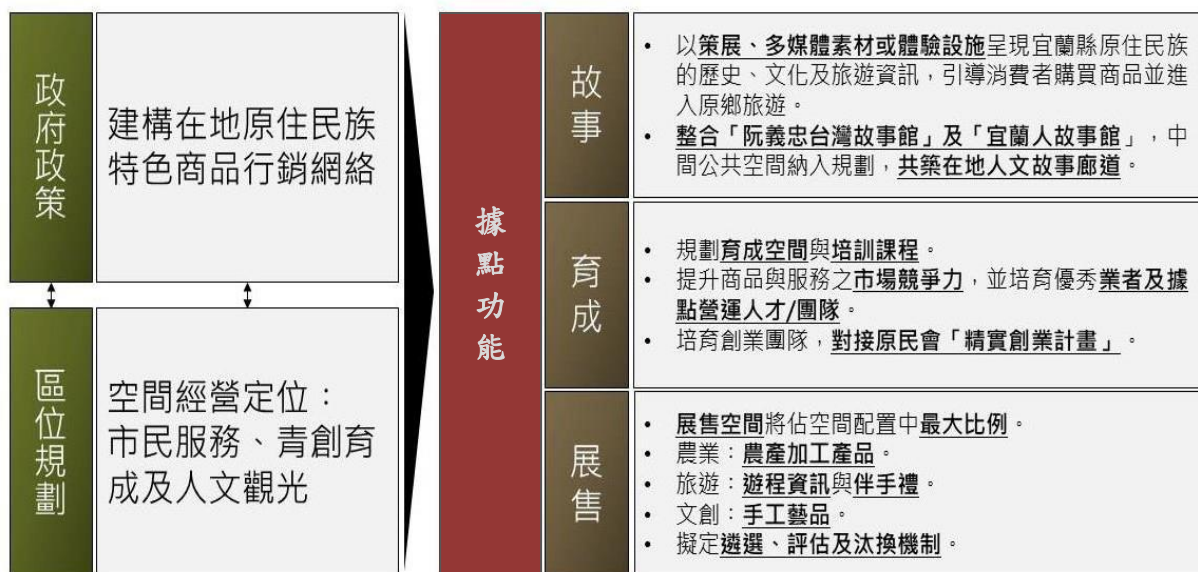 政府政策
建構在地原住民族
特色商品行銷網絡
區位規劃
空間經營定位：
市民服務、青創育
成及人文觀光
據點功能
故事
• 以策展、多媒體素材或體驗設施呈現宜蘭縣原住民族
的歷史、文化及旅遊資訊，引導消費者購買商品並進
入原鄉旅遊。
• 整合「阮義忠台灣故事館」及「宜蘭人故事館」，中
間公共空間納入規劃，共築在地人文故事廊道。
育成
• 規劃育成空間與培訓課程。
• 提升商品與服務之市場競爭力，並培育優秀業者及據
點營運人才/團隊。
• 培育創業團隊，對接原民會「精實創業計畫」。
展售
• 展售空間將佔空間配置中最大比例。
• 農業：農產加工產品。
• 旅遊：遊程資訊與伴手禮。
• 文創：手工藝品。
• 擬定遴選、評估及汰換機制。